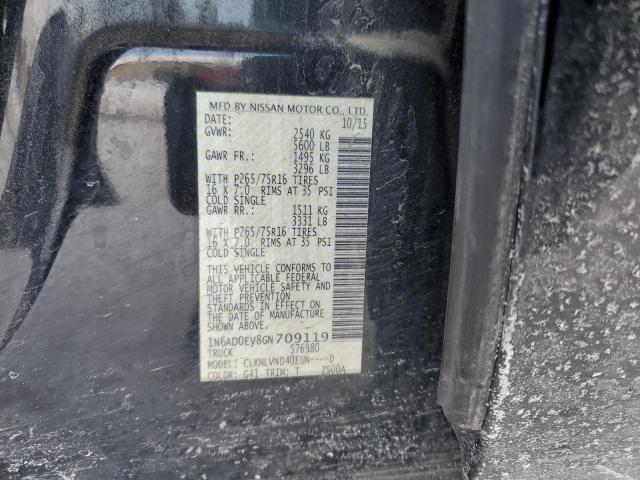 MFD BY NISSAN MOTOR CO., LTD.
DATE: 10/15
GVWR: 2540 KG
5600 LB
GAWR FR.: 1495 KG
3296 LB
WITH P265/75R16 TIRES
16 X 7.0 RIMS AT 35 PSI
COLD SINGLE
GAWR RR.: 1511 KG
3331 LB
WITH P265/75R16 TIRES
16 X 7.0 RIMS AT 35 PSI
COLD SINGLE
THIS VEHICLE CONFORMS TO
ALL APPLICABLE FEDERAL
MOTOR VEHICLE SAFETY AND
THEFT PREVENTION
STANDARDS IN EFFECT ON
THE DATE OF MANUFACTURE
SHOWN ABOVE.
1N6AD0EV8GN709119
TRUCK S76980
MODEL: CLKNLVND40EUN----D
COLOR: G41 TRIM: T Z500A